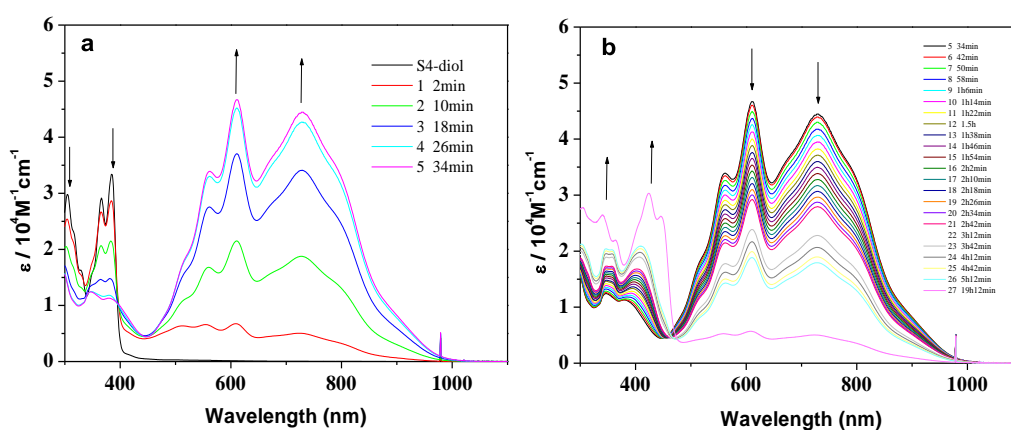 a
ε / 10⁴M⁻¹cm⁻¹
6
5
4
3
2
1
0
400 600 800 1000
Wavelength (nm)
S4-diol
1 2min
2 10min
3 18min
4 26min
5 34min
b
ε / 10⁴M⁻¹cm⁻¹
6
5
4
3
2
1
0
400 600 800 1000
Wavelength (nm)
5 34min
6 42min
7 50min
8 58min
9 1h6min
10 1h14min
11 1h22min
12 1.5h
13 1h38min
14 1h46min
15 1h54min
16 2h2min
17 2h10min
18 2h18min
19 2h26min
20 2h34min
21 2h42min
22 3h12min
23 3h42min
24 4h12min
25 4h42min
26 5h12min
27 19h12min